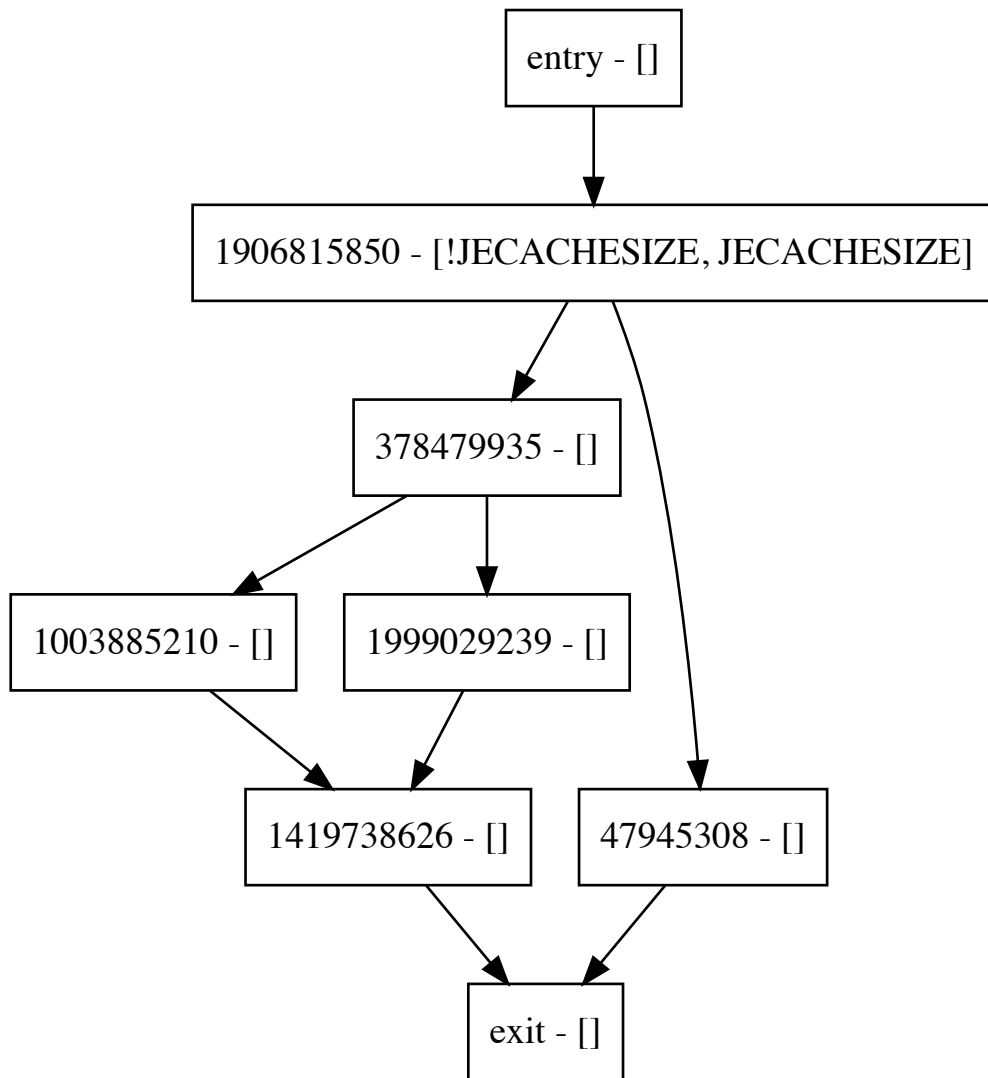 entry - []
1906815850 - [!JECACHESIZE, JECACHESIZE]
378479935 - []
1003885210 - []
1999029239 - []
1419738626 - []
47945308 - []
exit - []